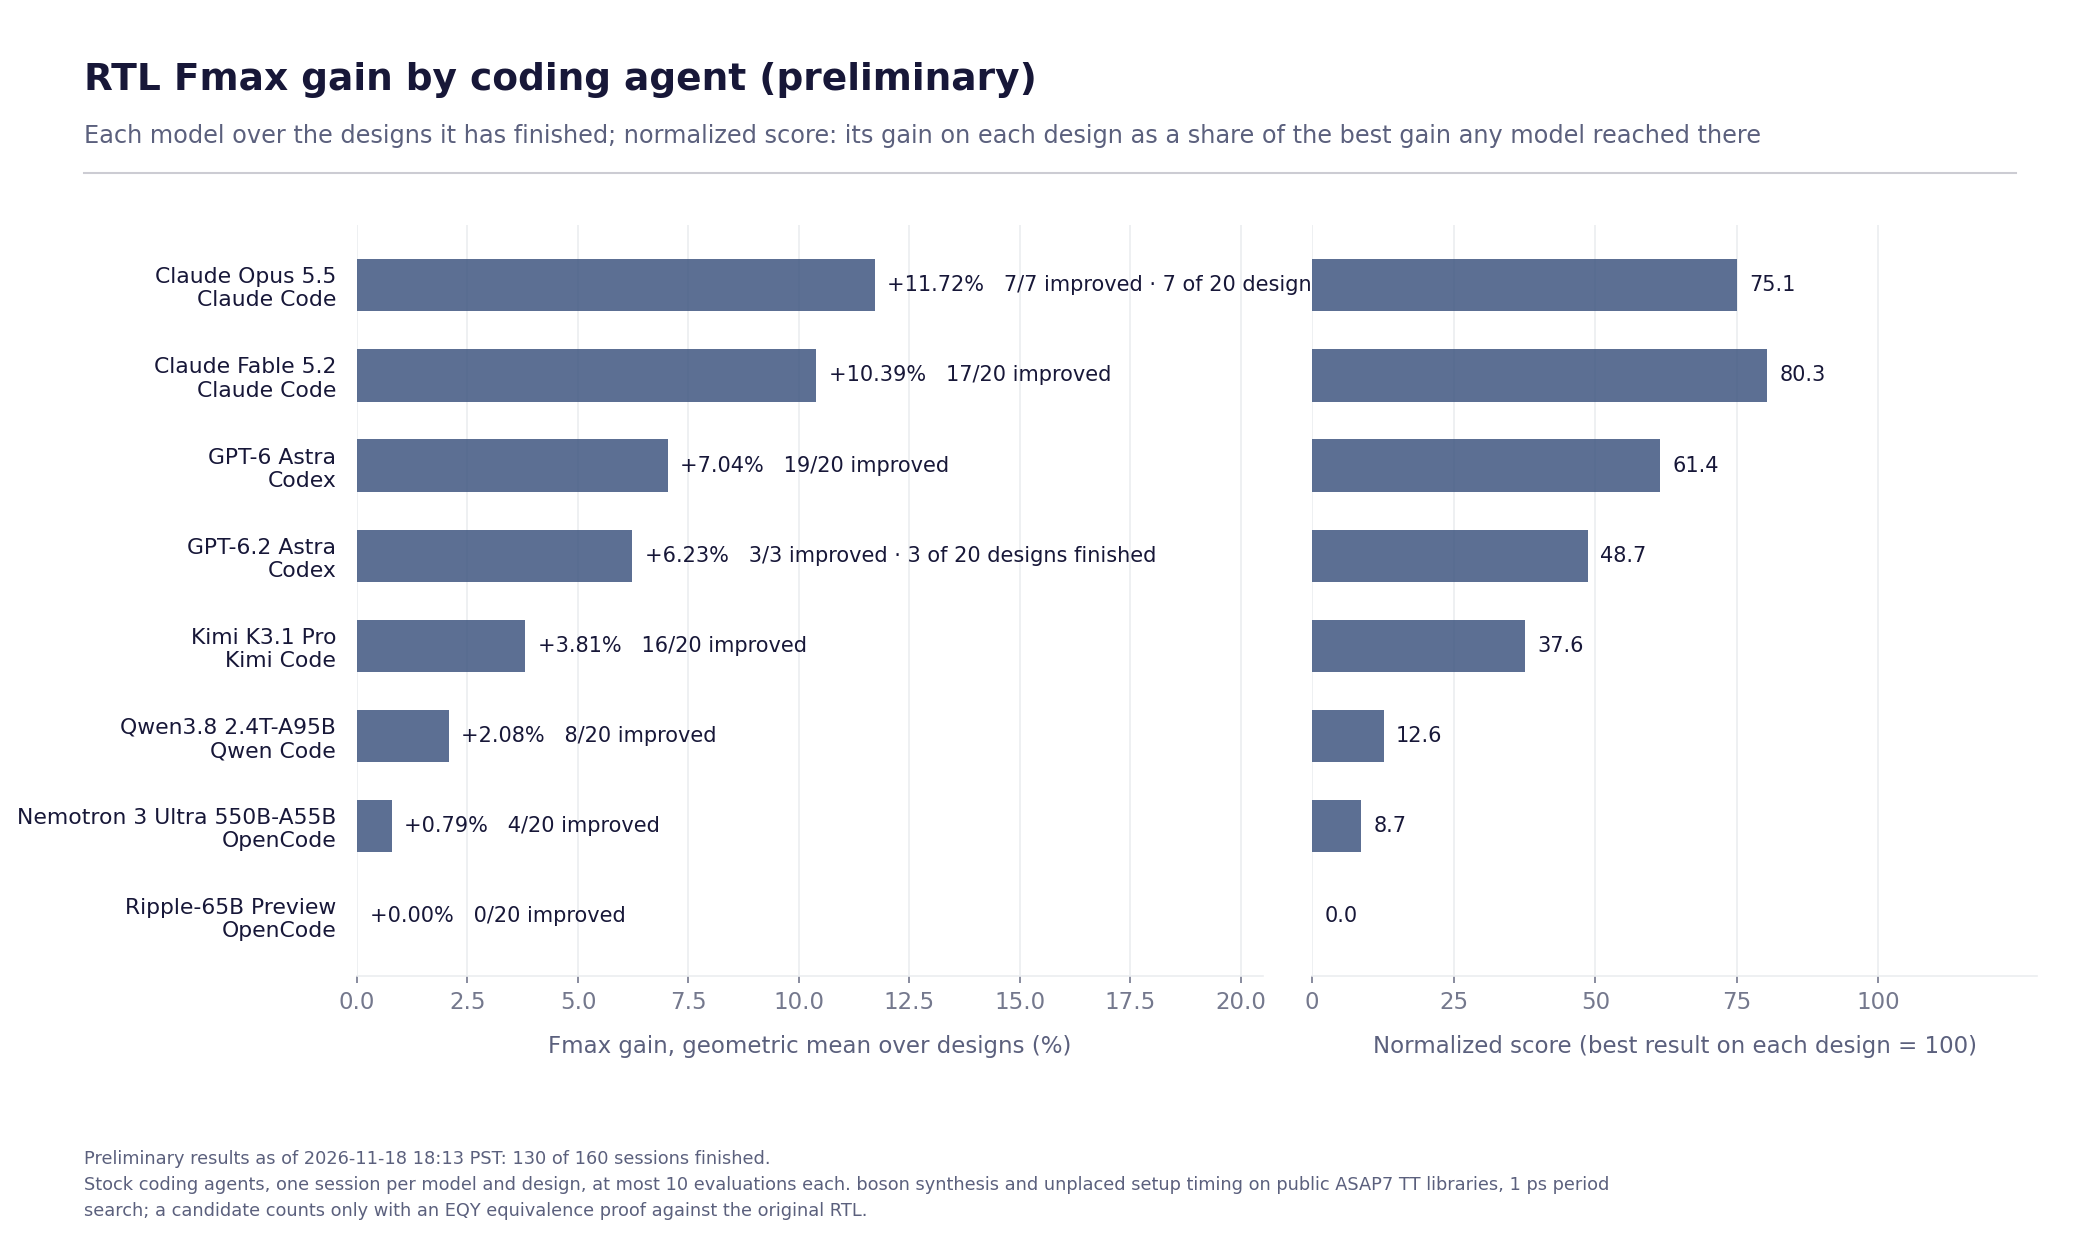 RTL Fmax gain by coding agent (preliminary)
Each model over the designs it has finished; normalized score: its gain on each design as a share of the best gain any model reached there
Claude Opus 5.5
Claude Code
+11.72% 7/7 improved · 7 of 20 design
75.1
Claude Fable 5.2
Claude Code
+10.39% 17/20 improved
80.3
GPT-6 Astra
Codex
+7.04% 19/20 improved
61.4
GPT-6.2 Astra
Codex
+6.23% 3/3 improved · 3 of 20 designs finished
48.7
Kimi K3.1 Pro
Kimi Code
+3.81% 16/20 improved
37.6
Qwen3.8 2.4T-A95B
Qwen Code
+2.08% 8/20 improved
12.6
Nemotron 3 Ultra 550B-A55B
OpenCode
+0.79% 4/20 improved
8.7
Ripple-65B Preview
OpenCode
+0.00% 0/20 improved
0.0
0.0 2.5 5.0 7.5 10.0 12.5 15.0 17.5 20.0
0 25 50 75 100
Fmax gain, geometric mean over designs (%)
Normalized score (best result on each design = 100)
Preliminary results as of 2026-11-18 18:13 PST: 130 of 160 sessions finished.
Stock coding agents, one session per model and design, at most 10 evaluations each. boson synthesis and unplaced setup timing on public ASAP7 TT libraries, 1 ps period
search; a candidate counts only with an EQY equivalence proof against the original RTL.